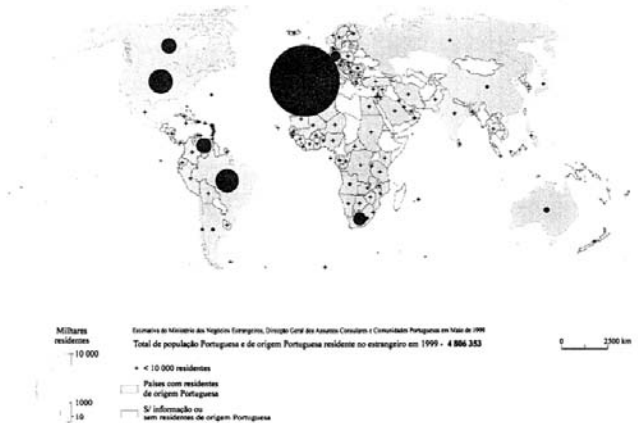 Milhares
residentes
10 000
1000
10
Estimativa do Ministério dos Negócios Estrangeiros, Direcção Geral dos Assuntos Consulares e Comunidades Portuguesas em Maio de 1999
Total de população Portuguesa e de origem Portuguesa residente no estrangeiro em 1999 - 4 806 353
< 10 000 residentes
Países com residentes
de origem Portuguesa
S/ informação ou
sem residentes de origem Portuguesa
0 2500 km